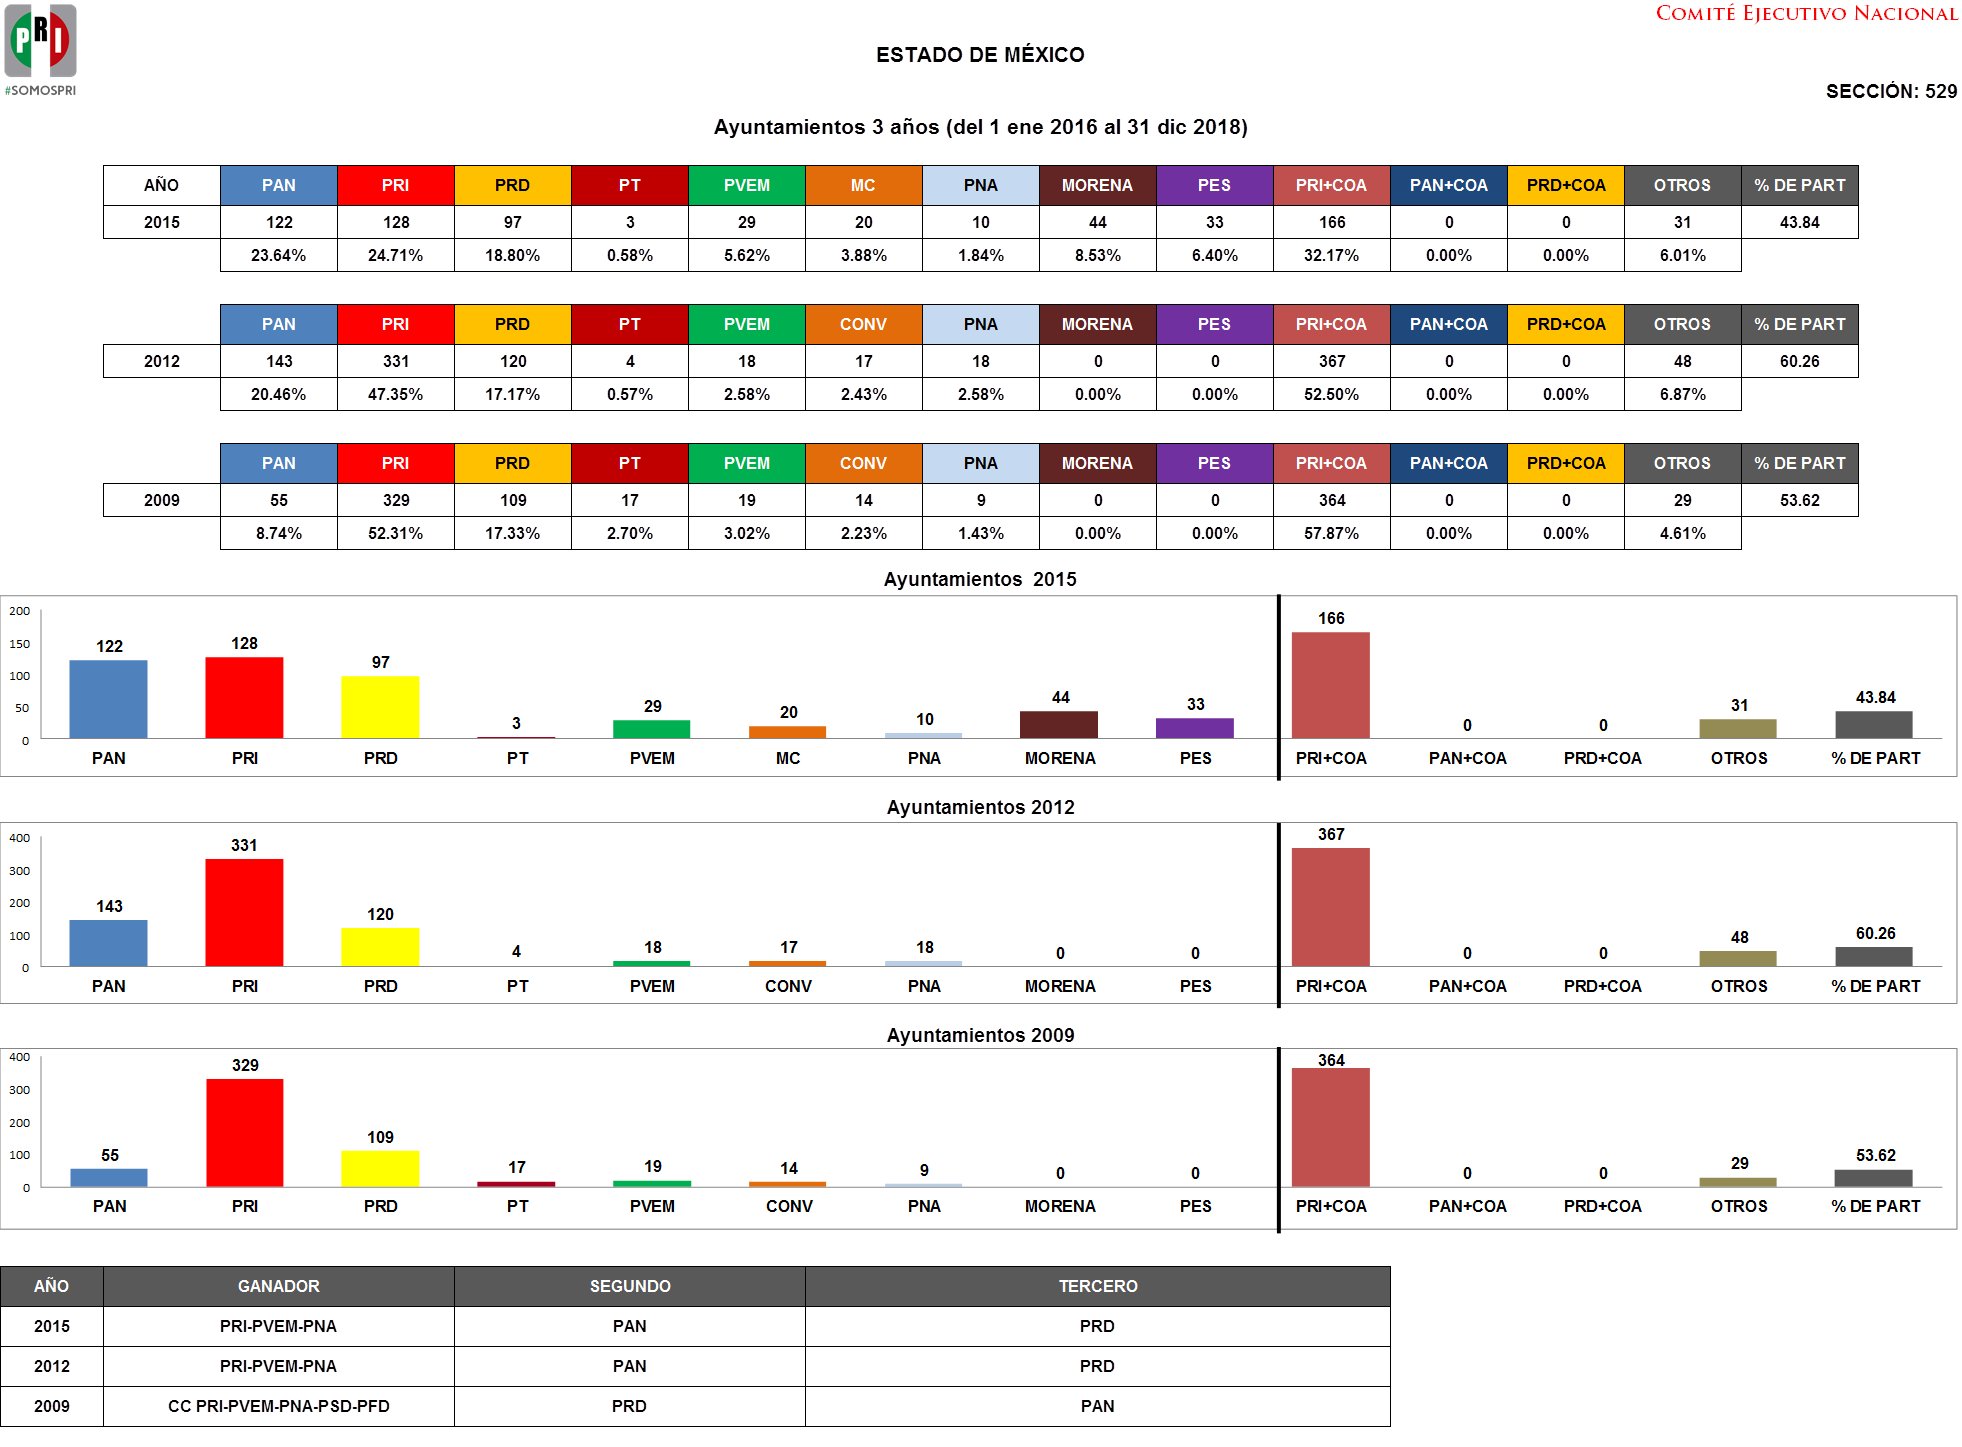 PRI
#SOMOSPRI
COMITÉ EJECUTIVO NACIONAL
ESTADO DE MÉXICO
SECCIÓN: 529
Ayuntamientos 3 años (del 1 ene 2016 al 31 dic 2018)
AÑO PAN PRI PRD PT PVEM MC PNA MORENA PES PRI+COA PAN+COA PRD+COA OTROS % DE PART
2015 122 128 97 3 29 20 10 44 33 166 0 0 31 43.84
23.64% 24.71% 18.80% 0.58% 5.62% 3.88% 1.84% 8.53% 6.40% 32.17% 0.00% 0.00% 6.01%
PAN PRI PRD PT PVEM CONV PNA MORENA PES PRI+COA PAN+COA PRD+COA OTROS % DE PART
2012 143 331 120 4 18 17 18 0 0 367 0 0 48 60.26
20.46% 47.35% 17.17% 0.57% 2.58% 2.43% 2.58% 0.00% 0.00% 52.50% 0.00% 0.00% 6.87%
PAN PRI PRD PT PVEM CONV PNA MORENA PES PRI+COA PAN+COA PRD+COA OTROS % DE PART
2009 55 329 109 17 19 14 9 0 0 364 0 0 29 53.62
8.74% 52.31% 17.33% 2.70% 3.02% 2.23% 1.43% 0.00% 0.00% 57.87% 0.00% 0.00% 4.61%
Ayuntamientos 2015
200
150
100
50
0
122 128 97 3 29 20 10 44 33 166 0 0 31 43.84
PAN PRI PRD PT PVEM MC PNA MORENA PES PRI+COA PAN+COA PRD+COA OTROS % DE PART
Ayuntamientos 2012
400
300
200
100
0
143 331 120 4 18 17 18 0 0 367 0 0 48 60.26
PAN PRI PRD PT PVEM CONV PNA MORENA PES PRI+COA PAN+COA PRD+COA OTROS % DE PART
Ayuntamientos 2009
400
300
200
100
0
55 329 109 17 19 14 9 0 0 364 0 0 29 53.62
PAN PRI PRD PT PVEM CONV PNA MORENA PES PRI+COA PAN+COA PRD+COA OTROS % DE PART
AÑO GANADOR SEGUNDO TERCERO
2015 PRI-PVEM-PNA PAN PRD
2012 PRI-PVEM-PNA PAN PRD
2009 CC PRI-PVEM-PNA-PSD-PFD PRD PAN